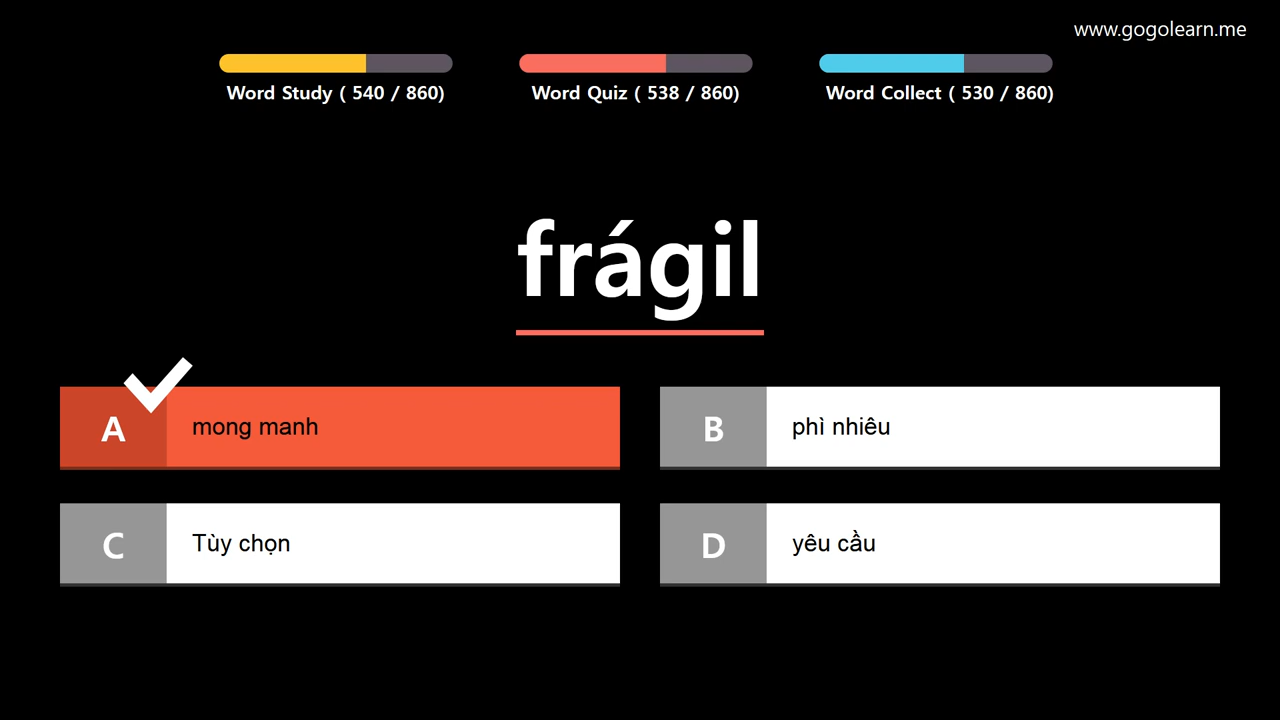 www.gogolearn.me
Word Study ( 540 / 860)
Word Quiz ( 538 / 860)
Word Collect ( 530 / 860)
frágil
A
mong manh
B
phì nhiêu
C
Tùy chọn
D
yêu cầu